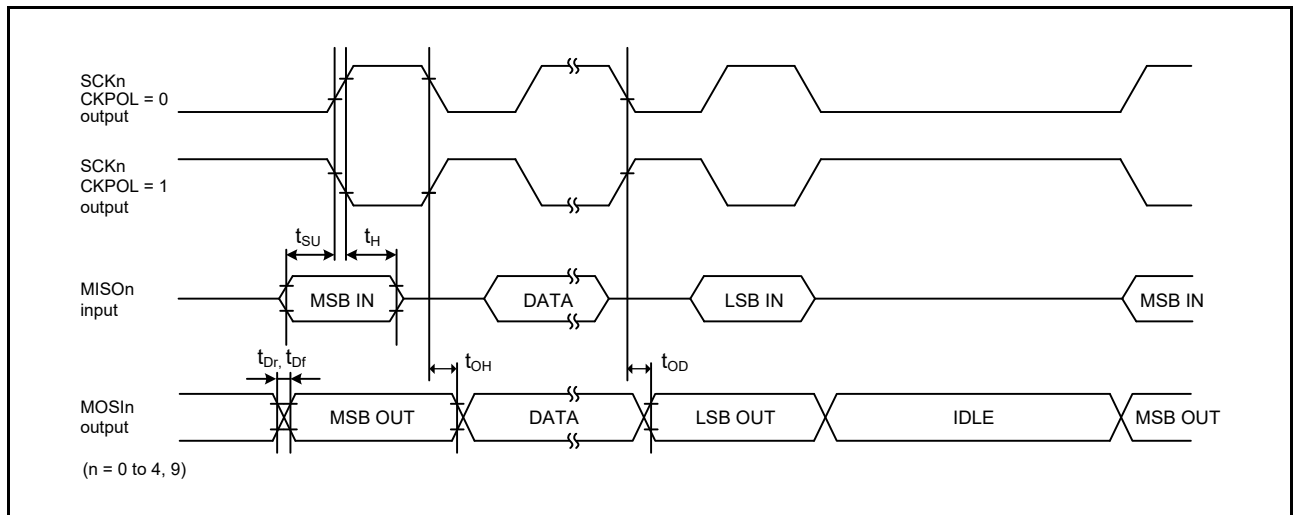 SCKn
CKPOL = 0
output
SCKn
CKPOL = 1
output
tSU
tH
MISOn
input
MSB IN
DATA
LSB IN
MSB IN
tDr, tDf
tOH
tOD
MOSIn
output
MSB OUT
DATA
LSB OUT
IDLE
MSB OUT
(n = 0 to 4, 9)